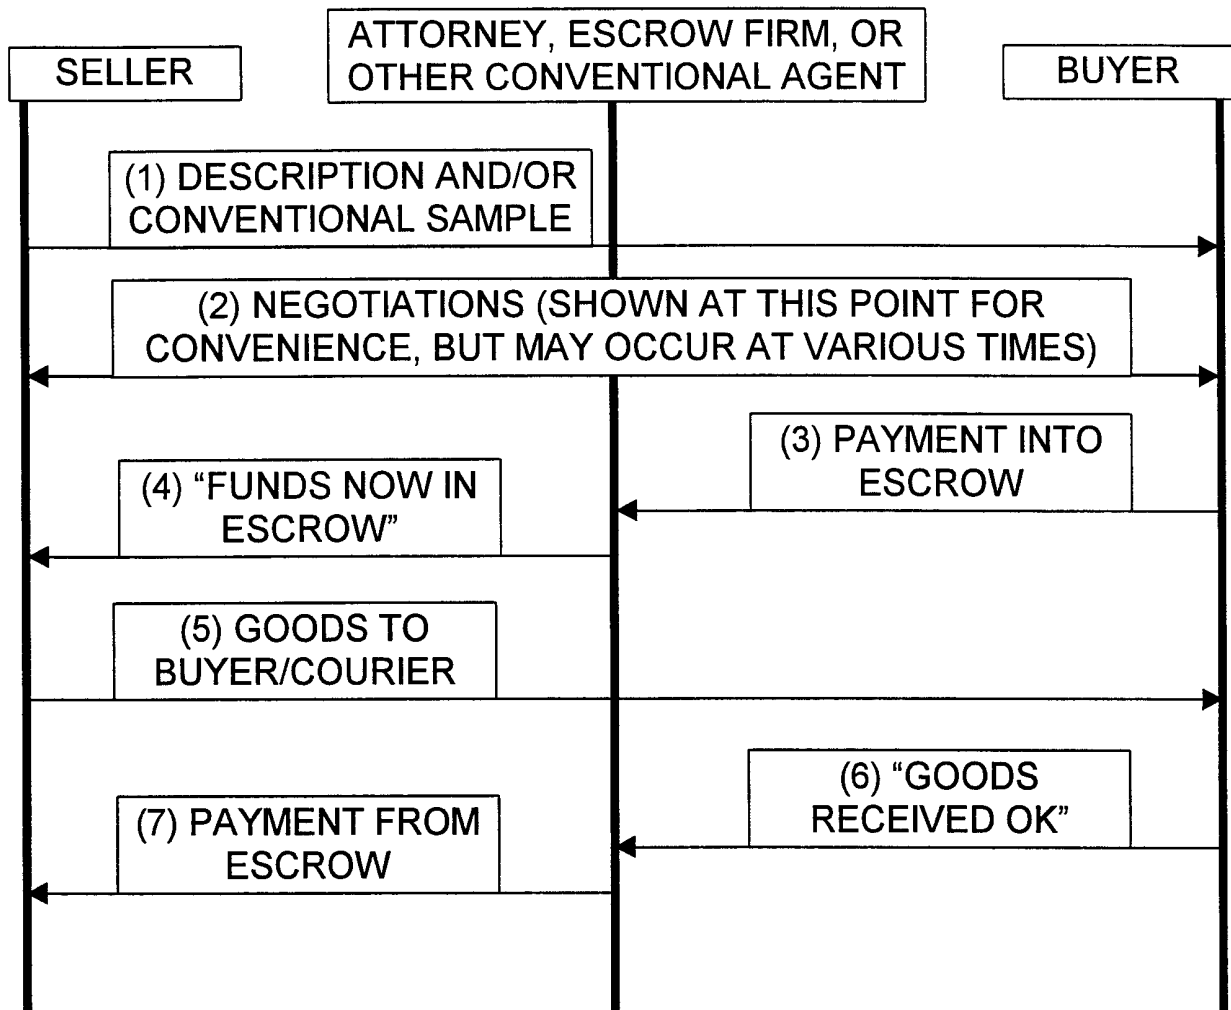 SELLER
ATTORNEY, ESCROW FIRM, OR
OTHER CONVENTIONAL AGENT
BUYER
(1) DESCRIPTION AND/OR
CONVENTIONAL SAMPLE
(2) NEGOTIATIONS (SHOWN AT THIS POINT FOR
CONVENIENCE, BUT MAY OCCUR AT VARIOUS TIMES)
(3) PAYMENT INTO
ESCROW
(4) “FUNDS NOW IN
ESCROW”
(5) GOODS TO
BUYER/COURIER
(6) “GOODS
RECEIVED OK”
(7) PAYMENT FROM
ESCROW